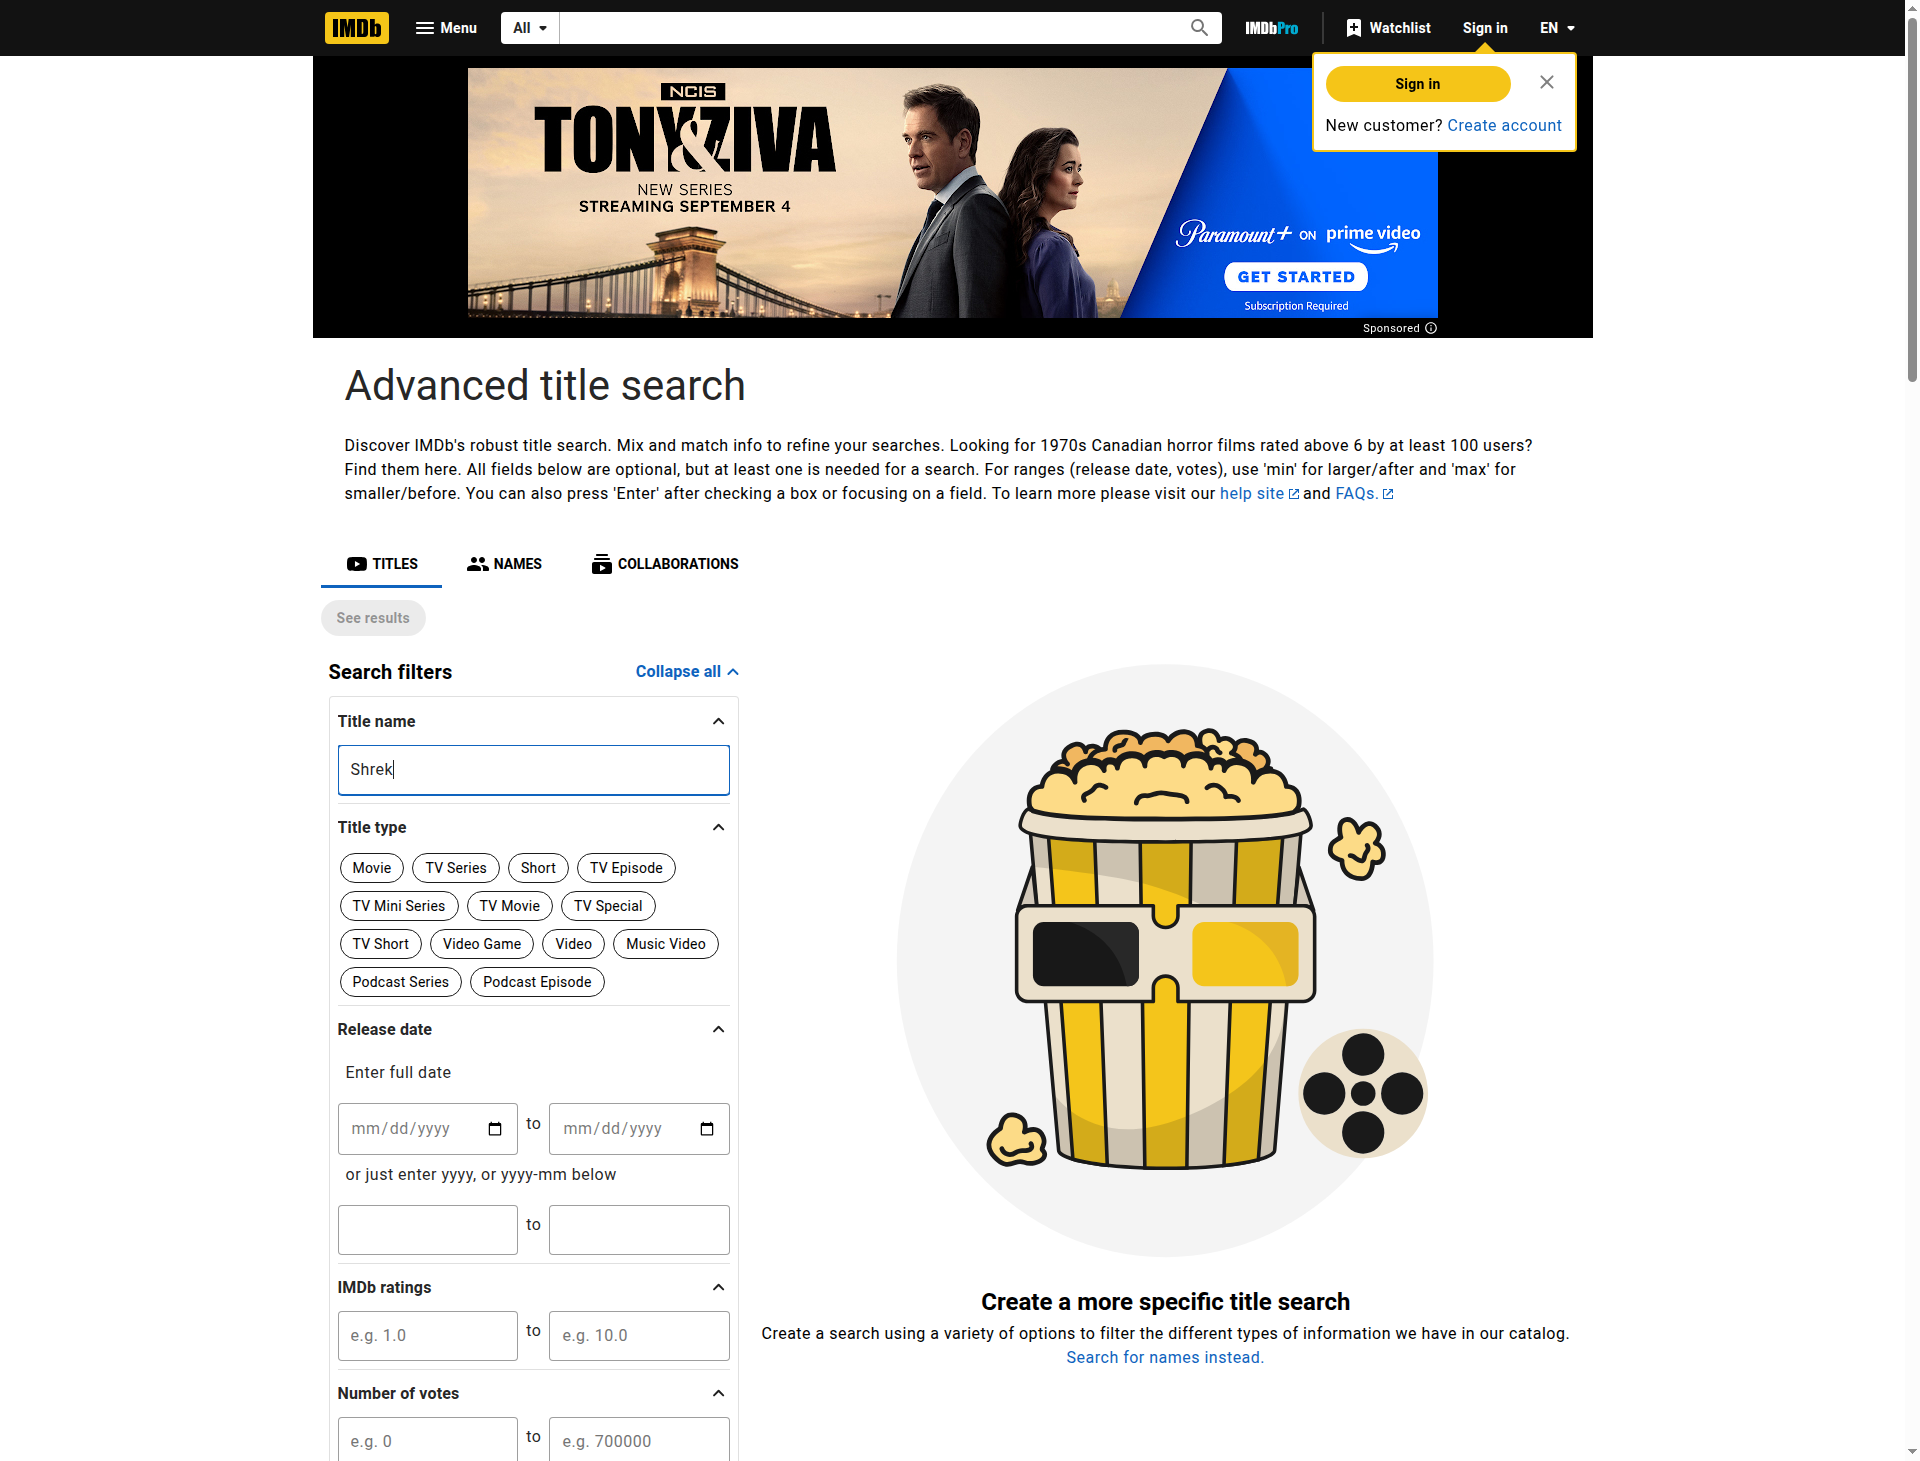 IMDb Menu All IMDbPro Watchlist Sign in EN
Sign in
New customer? Create account
NCIS
TONY & ZIVA
NEW SERIES
STREAMING SEPTEMBER 4
Paramount+ ON prime video
GET STARTED
Subscription Required
Sponsored
Advanced title search
Discover IMDb's robust title search. Mix and match info to refine your searches. Looking for 1970s Canadian horror films rated above 6 by at least 100 users?
Find them here. All fields below are optional, but at least one is needed for a search. For ranges (release date, votes), use 'min' for larger/after and 'max' for
smaller/before. You can also press 'Enter' after checking a box or focusing on a field. To learn more please visit our help site and FAQs.
TITLES NAMES COLLABORATIONS
See results
Search filters Collapse all
Title name
Shrek
Title type
Movie TV Series Short TV Episode
TV Mini Series TV Movie TV Special
TV Short Video Game Video Music Video
Podcast Series Podcast Episode
Release date
Enter full date
mm/dd/yyyy to mm/dd/yyyy
or just enter yyyy, or yyyy-mm below
to
IMDb ratings
e.g. 1.0 to e.g. 10.0
Number of votes
e.g. 0 to e.g. 700000
Create a more specific title search
Create a search using a variety of options to filter the different types of information we have in our catalog.
Search for names instead.